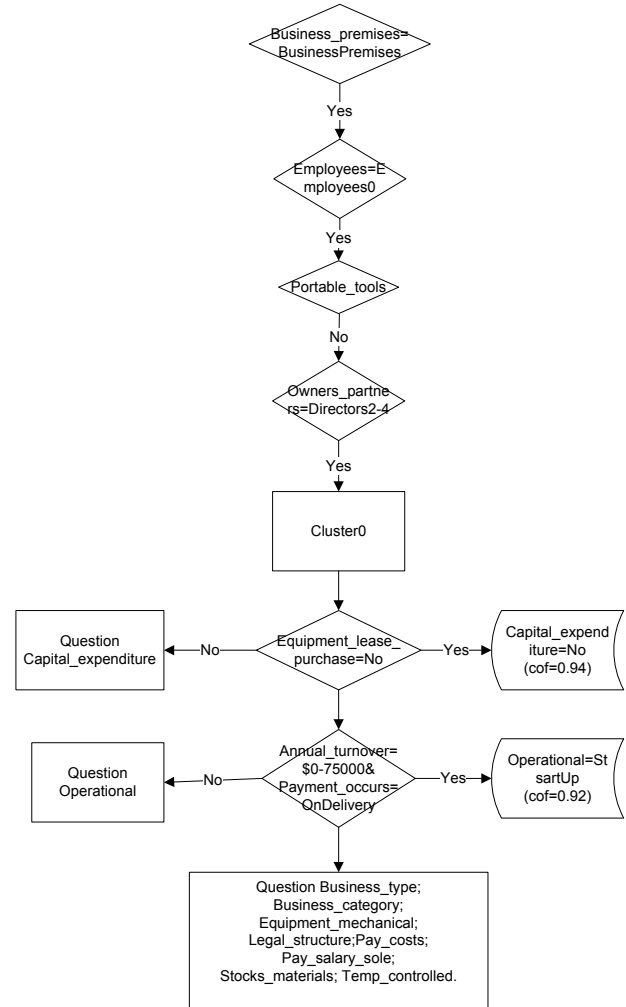 Business_premises=
BusinessPremises
Yes
Employees=E
mployees0
Yes
Portable_tools
No
Owners_partne
rs=Directors2-4
Yes
Cluster0
Question
Capital_expenditure
No
Equipment_lease_
purchase=No
Yes
Capital_expend
iture=No
(cof=0.94)
Question
Operational
No
Annual_turnover=
$0-75000&
Payment_occurs=
OnDelivery
Yes
Operational=St
sartUp
(cof=0.92)
Question Business_type;
Business_category;
Equipment_mechanical;
Legal_structure;Pay_costs;
Pay_salary_sole;
Stocks_materials; Temp_controlled.